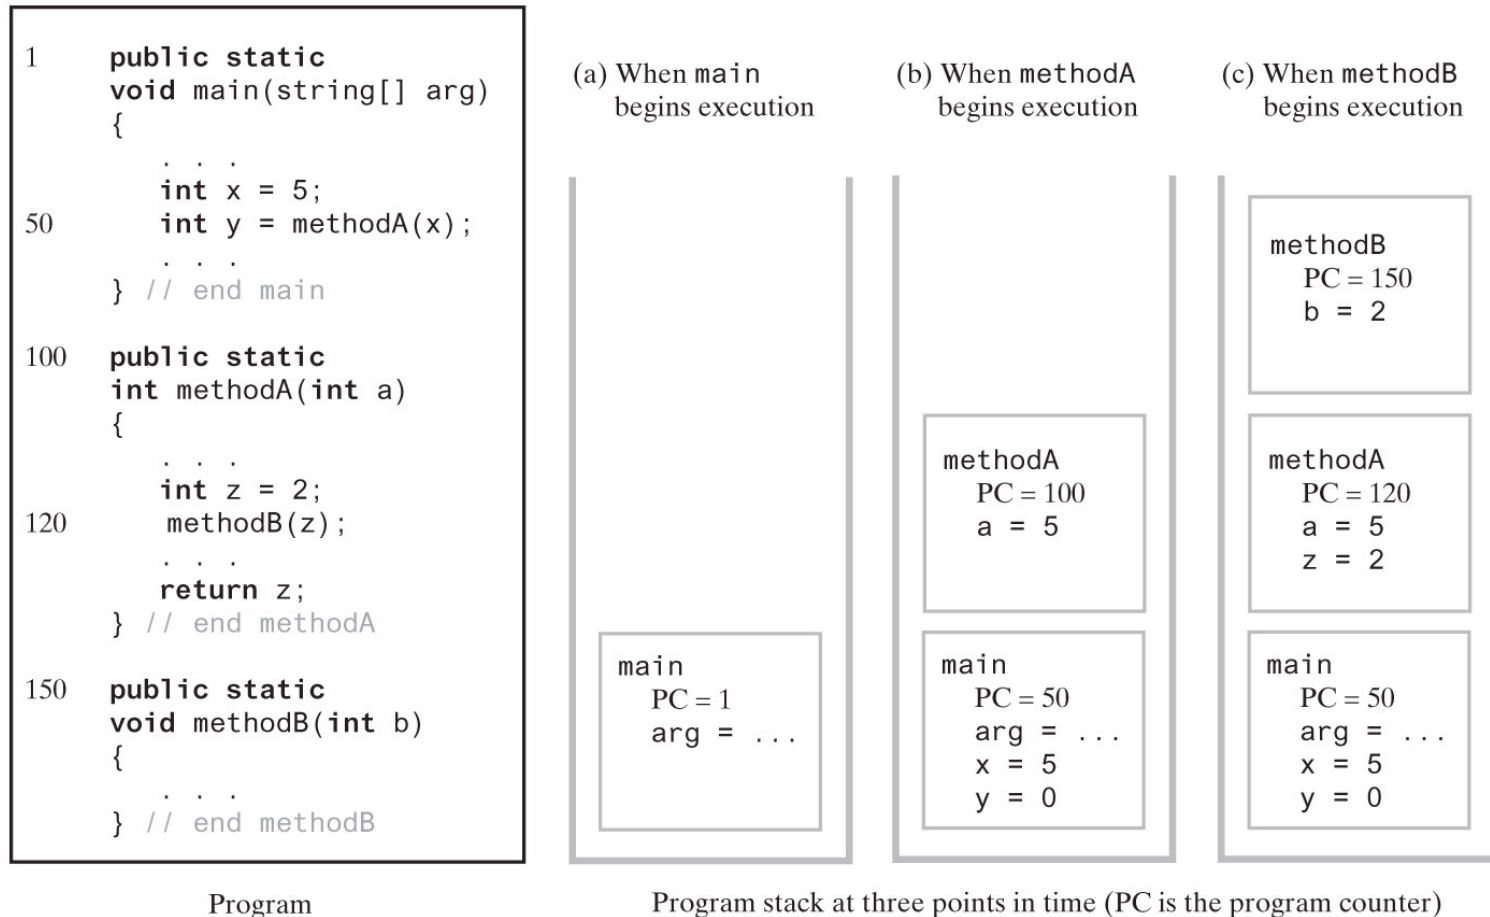 1 public static
void main(string[] arg)
{
. . .
int x = 5;
50 int y = methodA(x);
. . .
} // end main
100 public static
int methodA(int a)
{
. . .
int z = 2;
120 methodB(z);
. . .
return z;
} // end methodA
150 public static
void methodB(int b)
{
. . .
} // end methodB
Program
(a) When main
begins execution
main
PC = 1
arg = ...
(b) When methodA
begins execution
methodA
PC = 100
a = 5
main
PC = 50
arg = ...
x = 5
y = 0
(c) When methodB
begins execution
methodB
PC = 150
b = 2
methodA
PC = 120
a = 5
z = 2
main
PC = 50
arg = ...
x = 5
y = 0
Program stack at three points in time (PC is the program counter)